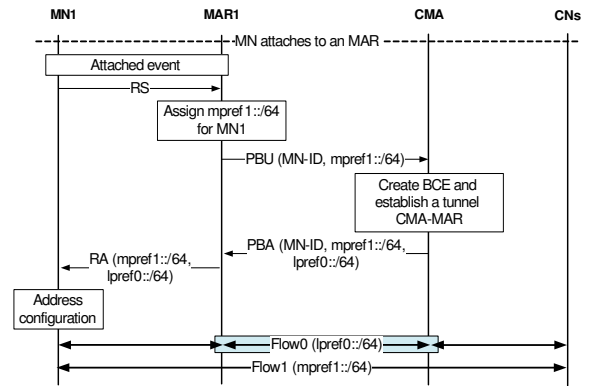 MN1 MAR1 CMA CNs
MN attaches to an MAR
Attached event
RS
Assign mpref1::/64
for MN1
PBU (MN-ID, mpref1::/64)
Create BCE and
establish a tunnel
CMA-MAR
PBA (MN-ID, mpref1::/64,
lpref0::/64)
RA (mpref1::/64,
lpref0::/64)
Address
configuration
Flow0 (lpref0::/64)
Flow1 (mpref1::/64)